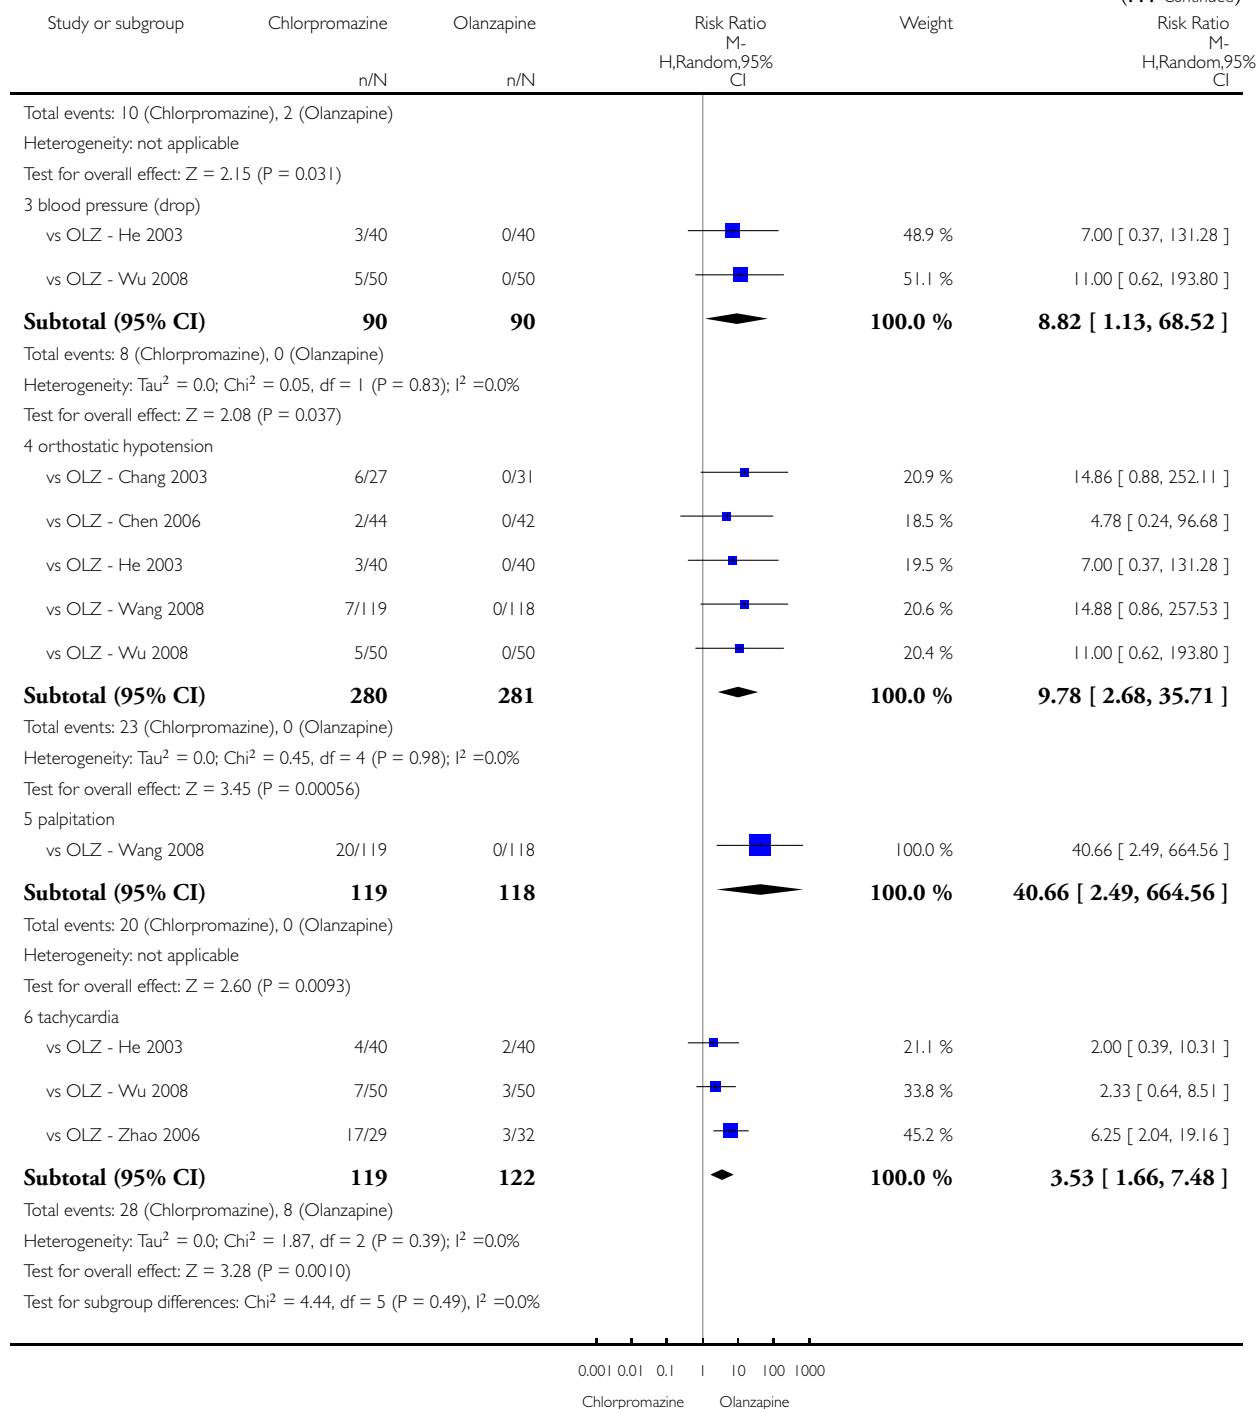 (... Continued)
Study or subgroup Chlorpromazine Olanzapine Risk Ratio Weight Risk Ratio
M-
H,Random,95%
CI
M-
H,Random,95%
CI
n/N n/N
Total events: 10 (Chlorpromazine), 2 (Olanzapine)
Heterogeneity: not applicable
Test for overall effect: Z = 2.15 (P = 0.031)
3 blood pressure (drop)
vs OLZ - He 2003 3/40 0/40 48.9 % 7.00 [ 0.37, 131.28 ]
vs OLZ - Wu 2008 5/50 0/50 51.1 % 11.00 [ 0.62, 193.80 ]
Subtotal (95% CI) 90 90 100.0 % 8.82 [ 1.13, 68.52 ]
Total events: 8 (Chlorpromazine), 0 (Olanzapine)
Heterogeneity: Tau² = 0.0; Chi² = 0.05, df = 1 (P = 0.83); I² =0.0%
Test for overall effect: Z = 2.08 (P = 0.037)
4 orthostatic hypotension
vs OLZ - Chang 2003 6/27 0/31 20.9 % 14.86 [ 0.88, 252.11 ]
vs OLZ - Chen 2006 2/44 0/42 18.5 % 4.78 [ 0.24, 96.68 ]
vs OLZ - He 2003 3/40 0/40 19.5 % 7.00 [ 0.37, 131.28 ]
vs OLZ - Wang 2008 7/119 0/118 20.6 % 14.88 [ 0.86, 257.53 ]
vs OLZ - Wu 2008 5/50 0/50 20.4 % 11.00 [ 0.62, 193.80 ]
Subtotal (95% CI) 280 281 100.0 % 9.78 [ 2.68, 35.71 ]
Total events: 23 (Chlorpromazine), 0 (Olanzapine)
Heterogeneity: Tau² = 0.0; Chi² = 0.45, df = 4 (P = 0.98); I² =0.0%
Test for overall effect: Z = 3.45 (P = 0.00056)
5 palpitation
vs OLZ - Wang 2008 20/119 0/118 100.0 % 40.66 [ 2.49, 664.56 ]
Subtotal (95% CI) 119 118 100.0 % 40.66 [ 2.49, 664.56 ]
Total events: 20 (Chlorpromazine), 0 (Olanzapine)
Heterogeneity: not applicable
Test for overall effect: Z = 2.60 (P = 0.0093)
6 tachycardia
vs OLZ - He 2003 4/40 2/40 21.1 % 2.00 [ 0.39, 10.31 ]
vs OLZ - Wu 2008 7/50 3/50 33.8 % 2.33 [ 0.64, 8.51 ]
vs OLZ - Zhao 2006 17/29 3/32 45.2 % 6.25 [ 2.04, 19.16 ]
Subtotal (95% CI) 119 122 100.0 % 3.53 [ 1.66, 7.48 ]
Total events: 28 (Chlorpromazine), 8 (Olanzapine)
Heterogeneity: Tau² = 0.0; Chi² = 1.87, df = 2 (P = 0.39); I² =0.0%
Test for overall effect: Z = 3.28 (P = 0.0010)
Test for subgroup differences: Chi² = 4.44, df = 5 (P = 0.49), I² =0.0%
0.001 0.01 0.1 1 10 100 1000
Chlorpromazine Olanzapine